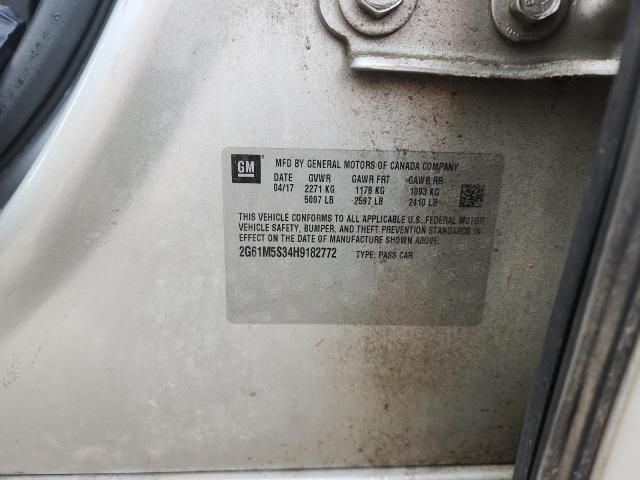 GM
MFD BY GENERAL MOTORS OF CANADA COMPANY
DATE GVWR GAWR FRT GAWR RR
04/17 2271 KG 1178 KG 1093 KG
5007 LB 2597 LB 2410 LB
THIS VEHICLE CONFORMS TO ALL APPLICABLE U.S. FEDERAL MOTOR
VEHICLE SAFETY, BUMPER, AND THEFT PREVENTION STANDARDS IN
EFFECT ON THE DATE OF MANUFACTURE SHOWN ABOVE.
2G61M5S34H9182772 TYPE: PASS CAR